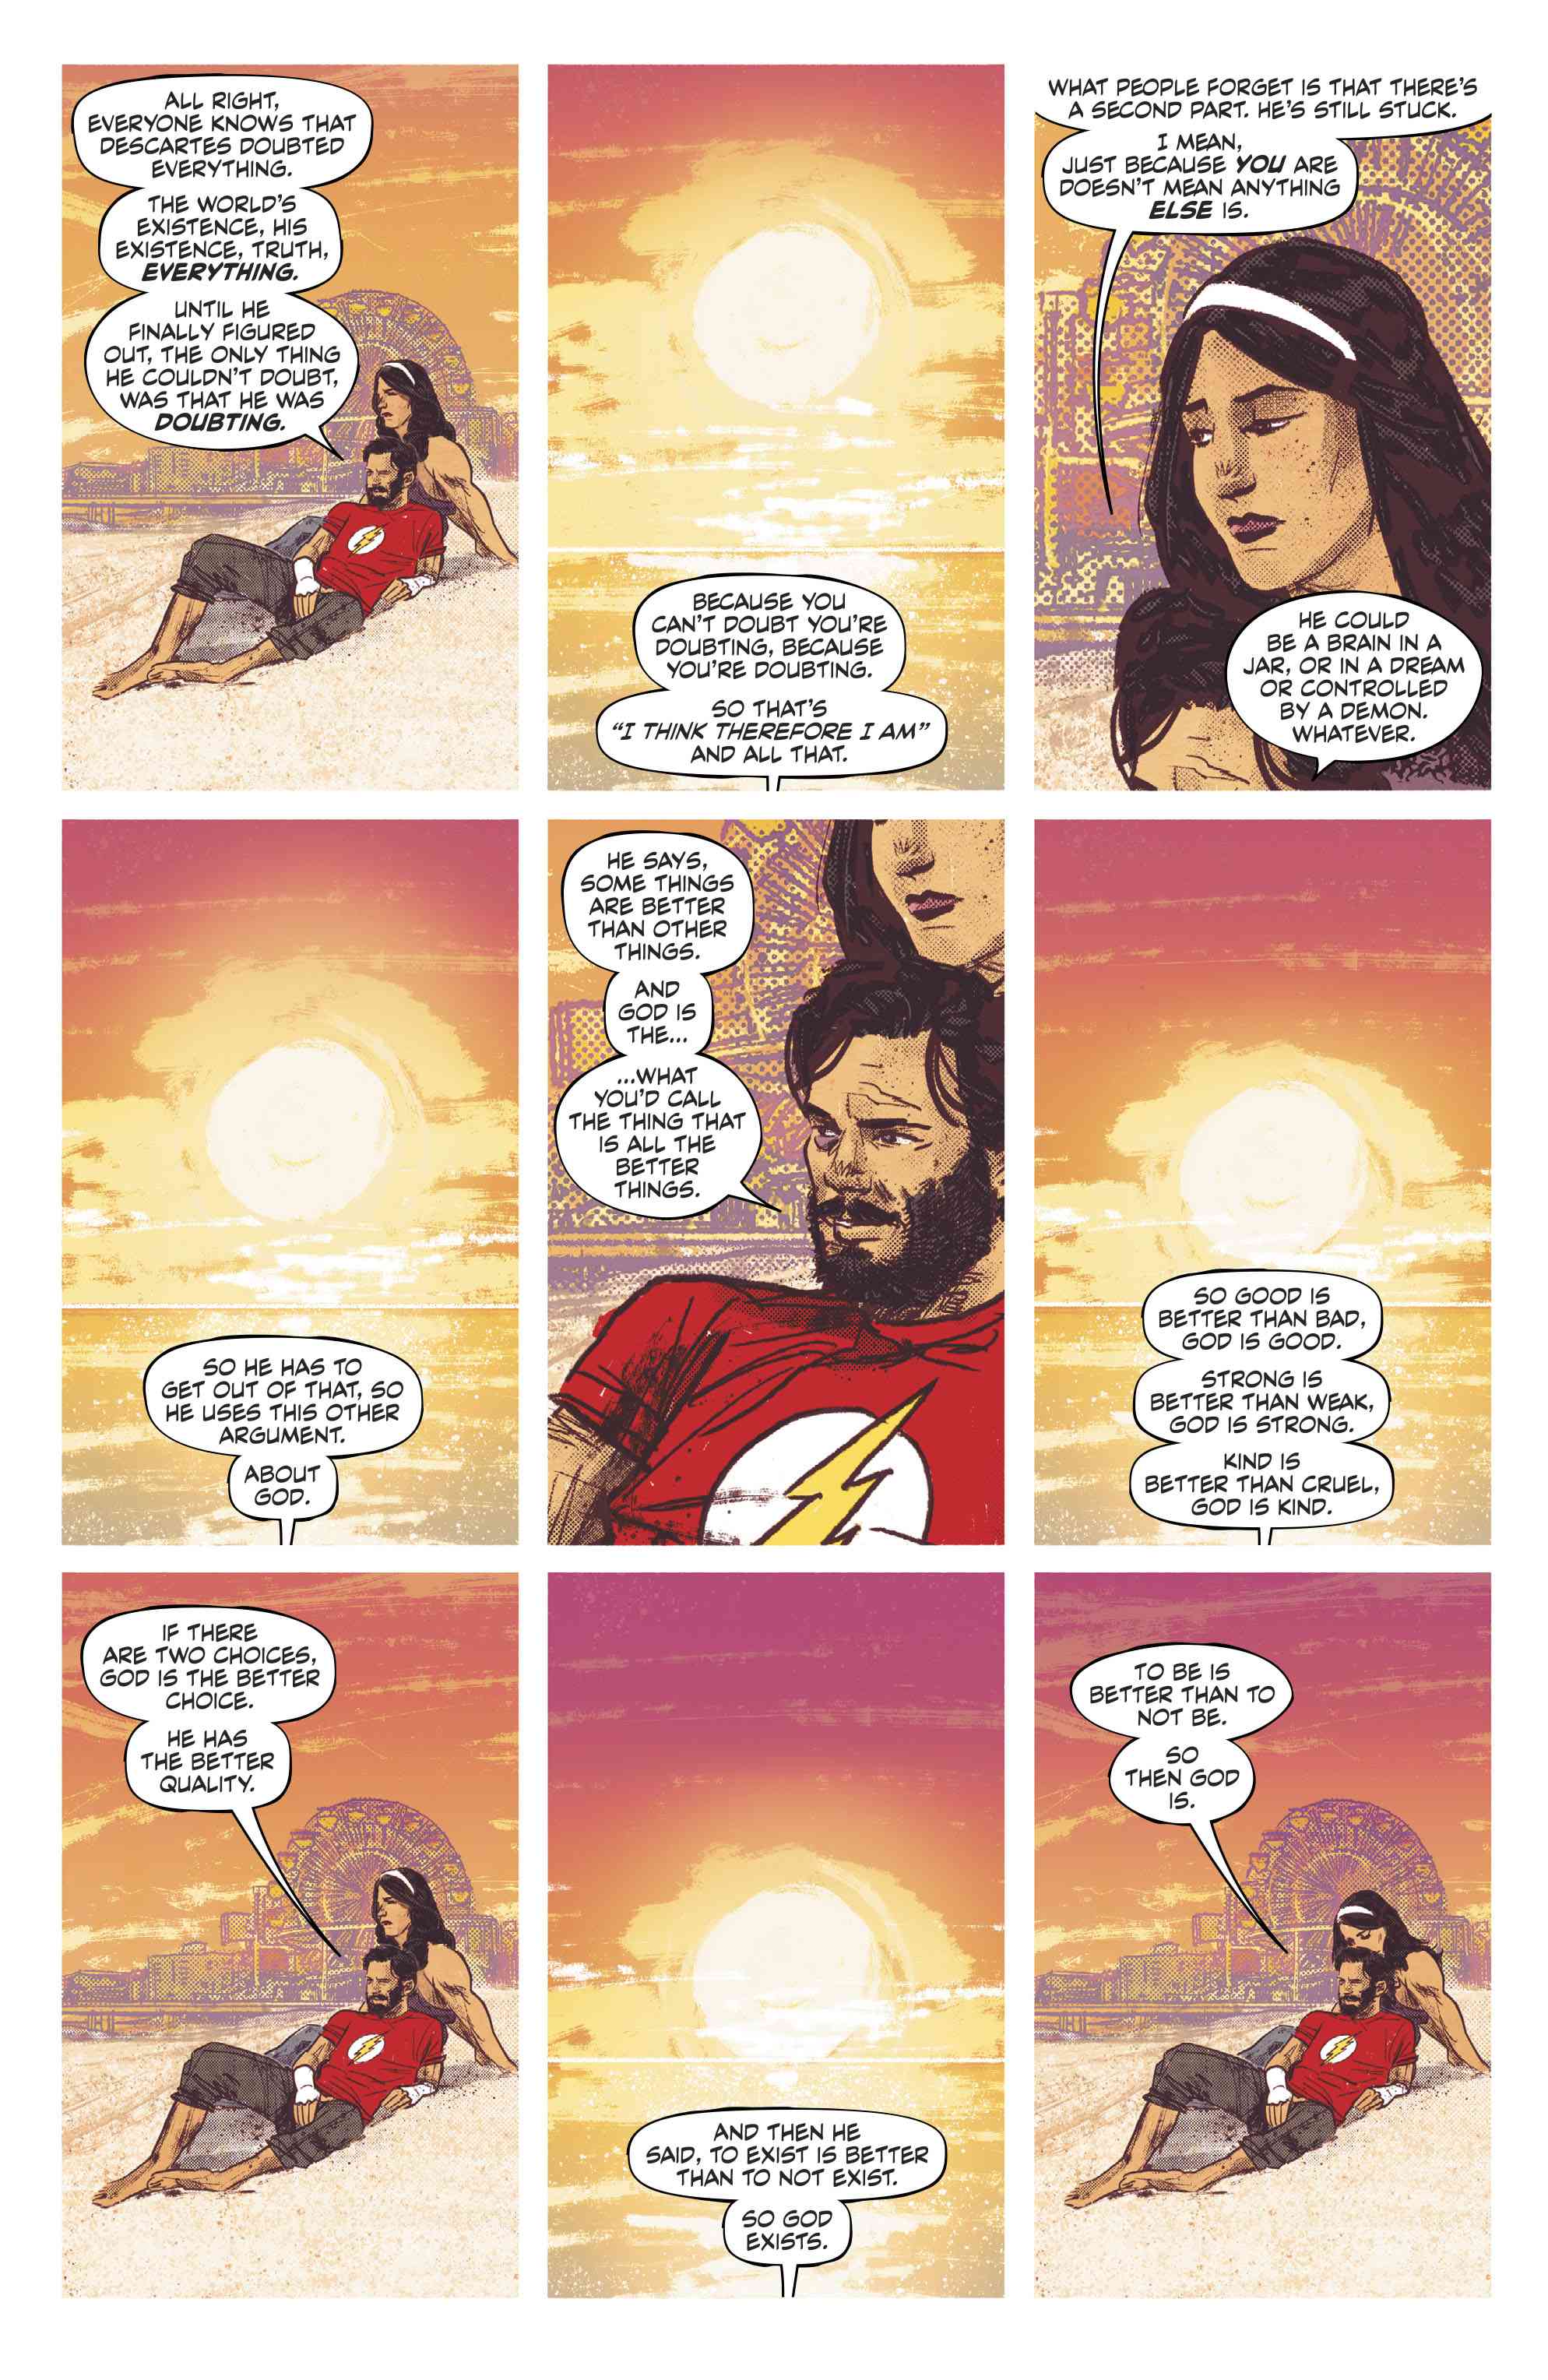 ALL RIGHT,
EVERYONE KNOWS THAT
DESCARTES DOUBTED
EVERYTHING.
THE WORLD'S
EXISTENCE, HIS
EXISTENCE, TRUTH,
EVERYTHING.
UNTIL HE
FINALLY FIGURED
OUT, THE ONLY THING
HE COULDN'T DOUBT,
WAS THAT HE WAS
DOUBTING.
BECAUSE YOU
CAN'T DOUBT YOU'RE
DOUBTING, BECAUSE
YOU'RE DOUBTING.
SO THAT'S
"I THINK THEREFORE I AM"
AND ALL THAT.
WHAT PEOPLE FORGET IS THAT THERE'S
A SECOND PART. HE'S STILL STUCK.
I MEAN,
JUST BECAUSE YOU ARE
DOESN'T MEAN ANYTHING
ELSE IS.
HE COULD
BE A BRAIN IN A
JAR, OR IN A DREAM
OR CONTROLLED
BY A DEMON.
WHATEVER.
SO HE HAS TO
GET OUT OF THAT, SO
HE USES THIS OTHER
ARGUMENT.
ABOUT
GOD.
HE SAYS,
SOME THINGS
ARE BETTER
THAN OTHER
THINGS.
AND
GOD IS
THE...
...WHAT
YOU'D CALL
THE THING THAT
IS ALL THE
BETTER
THINGS.
SO GOOD IS
BETTER THAN BAD,
GOD IS GOOD.
STRONG IS
BETTER THAN WEAK,
GOD IS STRONG.
KIND IS
BETTER THAN CRUEL,
GOD IS KIND.
IF THERE
ARE TWO CHOICES,
GOD IS THE BETTER
CHOICE.
HE HAS
THE BETTER
QUALITY.
AND THEN HE
SAID, TO EXIST IS BETTER
THAN TO NOT EXIST.
SO GOD
EXISTS.
TO BE IS
BETTER THAN TO
NOT BE.
SO
THEN GOD
IS.